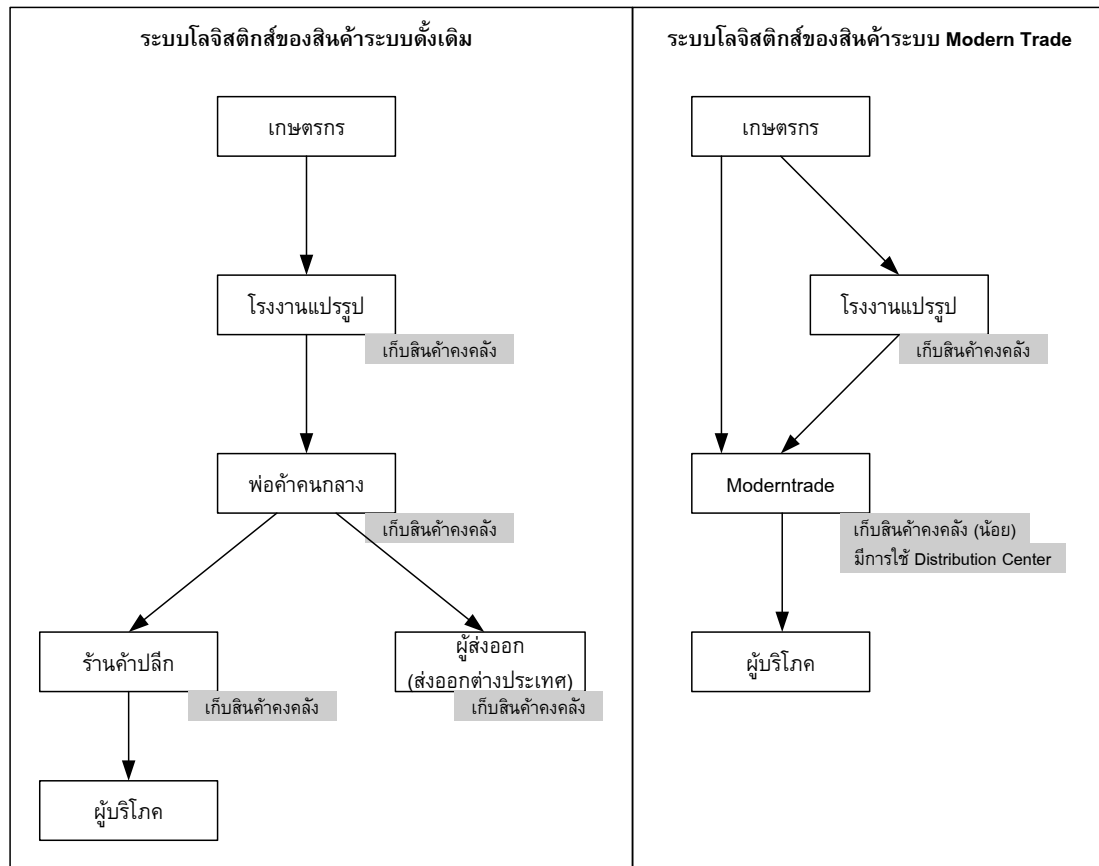 ระบบโลจิสติกส์ของสินค้าระบบดั้งเดิม
เกษตรกร
โรงงานแปรรูป
เก็บสินค้าคงคลัง
พ่อค้าคนกลาง
เก็บสินค้าคงคลัง
ร้านค้าปลีก
เก็บสินค้าคงคลัง
ผู้ส่งออก
(ส่งออกต่างประเทศ)
เก็บสินค้าคงคลัง
ผู้บริโภค
ระบบโลจิสติกส์ของสินค้าระบบ Modern Trade
เกษตรกร
โรงงานแปรรูป
เก็บสินค้าคงคลัง
Moderntrade
เก็บสินค้าคงคลัง (น้อย)
มีการใช้ Distribution Center
ผู้บริโภค